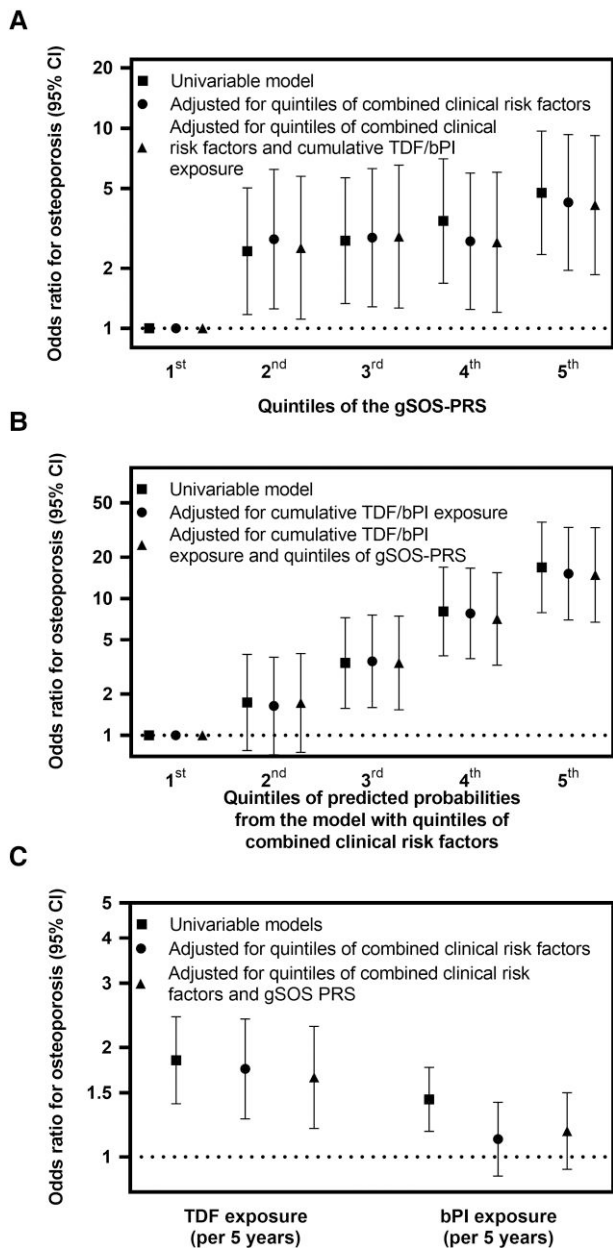 A
Odds ratio for osteoporosis (95% CI)
20
10
5
2
1
Univariable model
Adjusted for quintiles of combined clinical risk factors
Adjusted for quintiles of combined clinical
risk factors and cumulative TDF/bPI
exposure
1st 2nd 3rd 4th 5th
Quintiles of the gSOS-PRS
B
Odds ratio for osteoporosis (95% CI)
50
20
10
5
2
1
Univariable model
Adjusted for cumulative TDF/bPI exposure
Adjusted for cumulative TDF/bPI
exposure and quintiles of gSOS-PRS
1st 2nd 3rd 4th 5th
Quintiles of predicted probabilities
from the model with quintiles of
combined clinical risk factors
C
Odds ratio for osteoporosis (95% CI)
5
4
3
2
1.5
1
Univariable models
Adjusted for quintiles of combined clinical risk factors
Adjusted for quintiles of combined clinical risk
factors and gSOS PRS
TDF exposure bPI exposure
(per 5 years) (per 5 years)